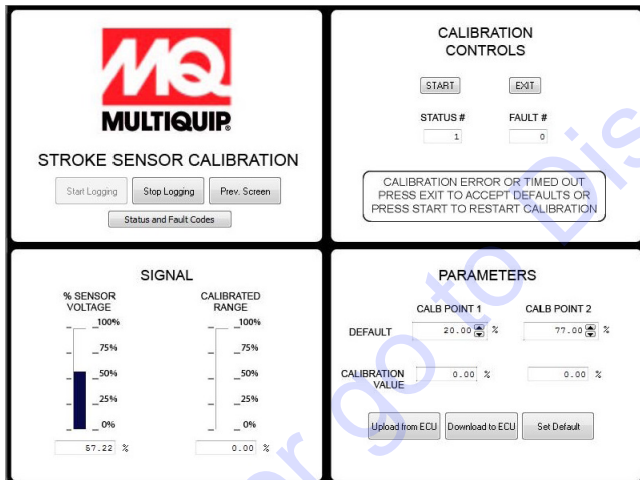 MQ
MULTIQUIP®
STROKE SENSOR CALIBRATION
Start Logging Stop Logging Prev. Screen
Status and Fault Codes
CALIBRATION
CONTROLS
START EXIT
STATUS # FAULT #
1 0
CALIBRATION ERROR OR TIMED OUT
PRESS EXIT TO ACCEPT DEFAULTS OR
PRESS START TO RESTART CALIBRATION
SIGNAL
% SENSOR
VOLTAGE
CALIBRATED
RANGE
100% 100%
75% 75%
50% 50%
25% 25%
0% 0%
57.22 % 0.00 %
PARAMETERS
CALB POINT 1 CALB POINT 2
DEFAULT 20.00 % 77.00 %
CALIBRATION
VALUE
0.00 % 0.00 %
Upload from ECU Download to ECU Set Default
or go to Dis